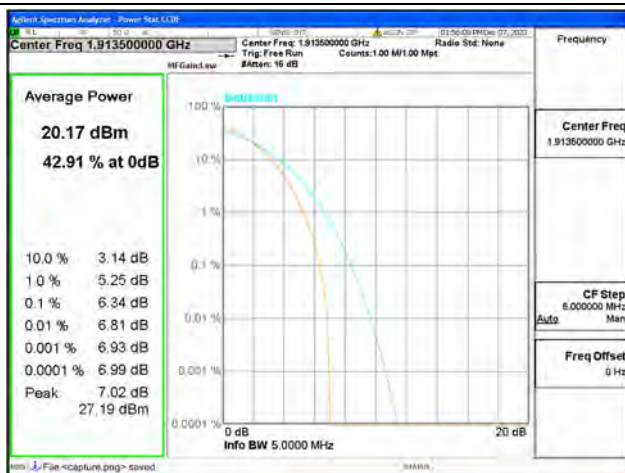 Agilent Spectrum Analyzer - Power Stat CCDF
Center Freq 1.913500000 GHz
Center Freq: 1.913500000 GHz
Radio Std: None
Trig: Free Run
Counts:1.00 M/1.00 Mpt
#Atten: 16 dB
Frequency
Average Power
20.17 dBm
42.91 % at 0dB
10.0 % 3.14 dB
1.0 % 5.25 dB
0.1 % 6.34 dB
0.01 % 6.81 dB
0.001 % 6.93 dB
0.0001 % 6.99 dB
Peak 7.02 dB
27.19 dBm
100 %
Gaussian
10 %
1 %
0.1 %
0.01 %
0.001 %
0.0001 %
0 dB
20 dB
Info BW 5.0000 MHz
Center Freq
1.913500000 GHz
CF Step
5.000000 MHz
Auto Man
Freq Offset
0 Hz
MSG
File <capture.png> saved
STATUS